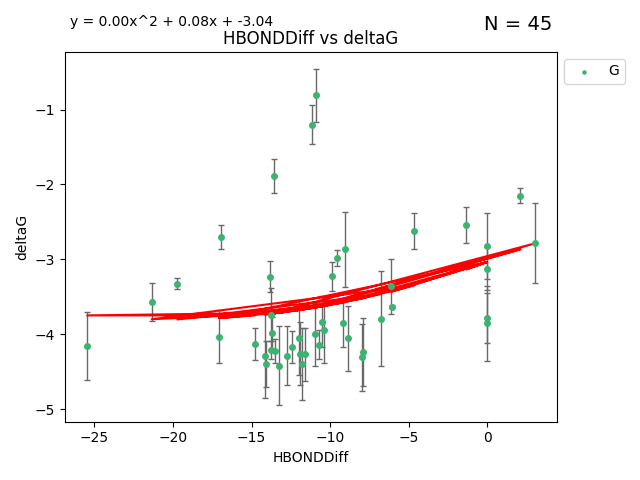 y = 0.00x^2 + 0.08x + -3.04
N = 45
HBONDDiff vs deltaG
G
deltaG
−1
−2
−3
−4
−5
−25
−20
−15
−10
−5
0
HBONDDiff